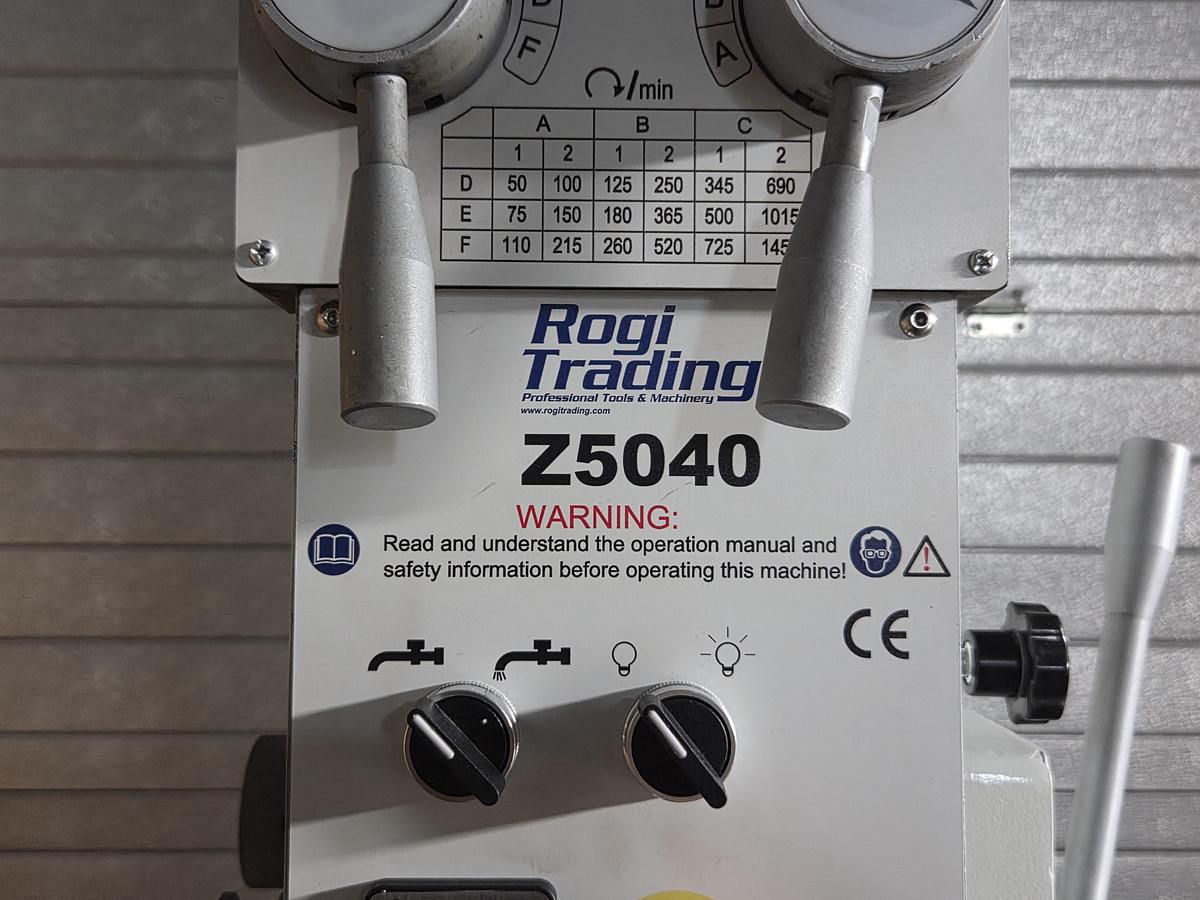 F
A
/min
A B C
1 2 1 2 1 2
D 50 100 125 250 345 690
E 75 150 180 365 500 1015
F 110 215 260 520 725
Rogi
Trading
Professional Tools & Machinery
www.rogitrading.com
Z5040
WARNING:
Read and understand the operation manual and
safety information before operating this machine!
CE